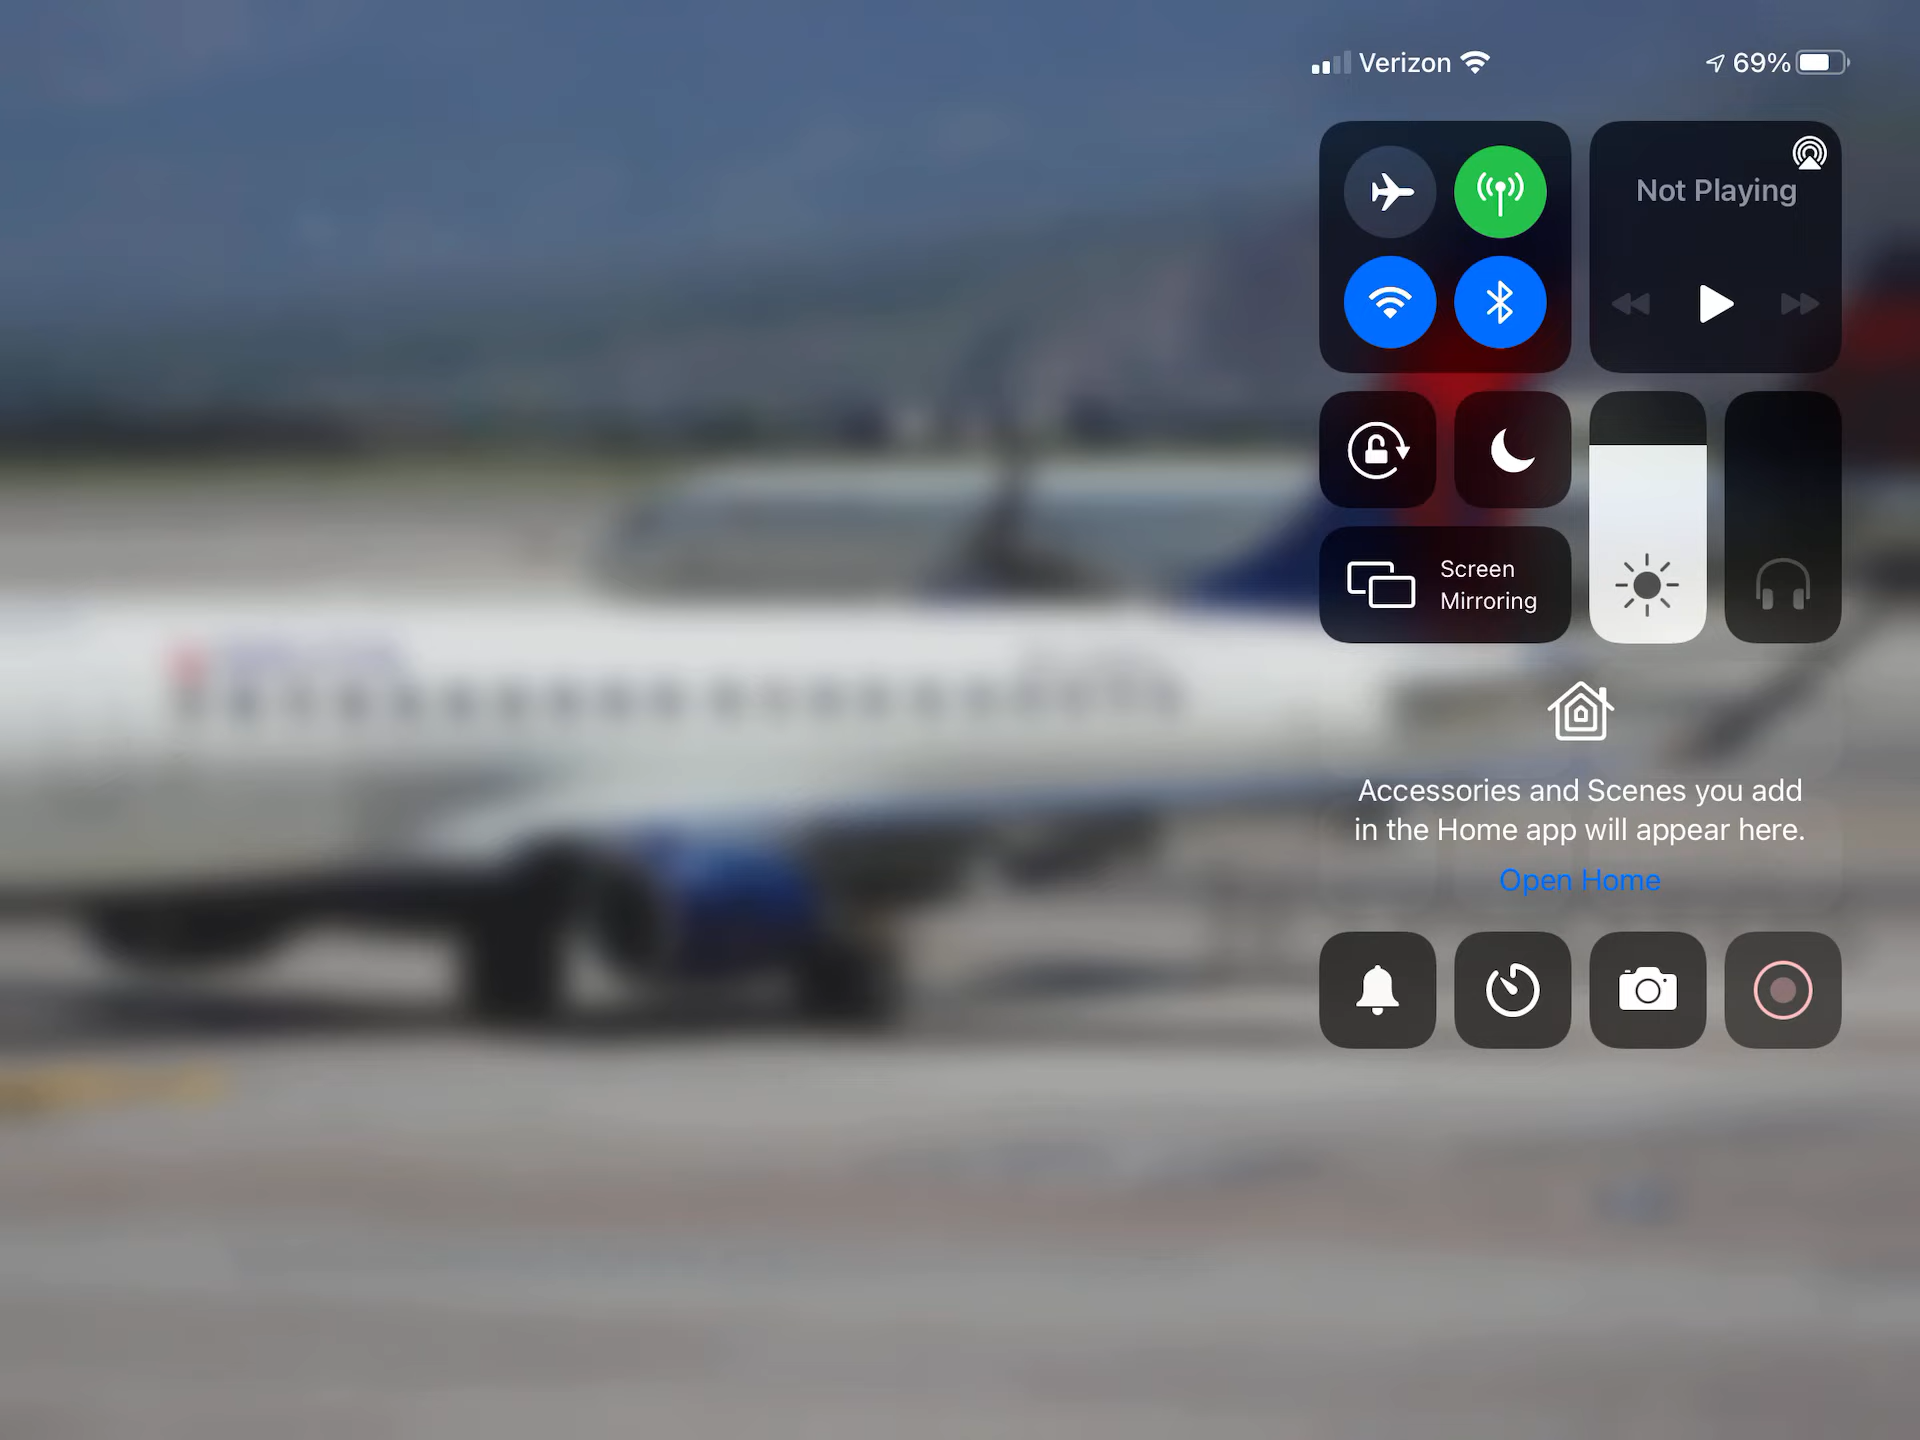 Verizon
69%
Not Playing
Screen
Mirroring
Accessories and Scenes you add
in the Home app will appear here.
Open Home